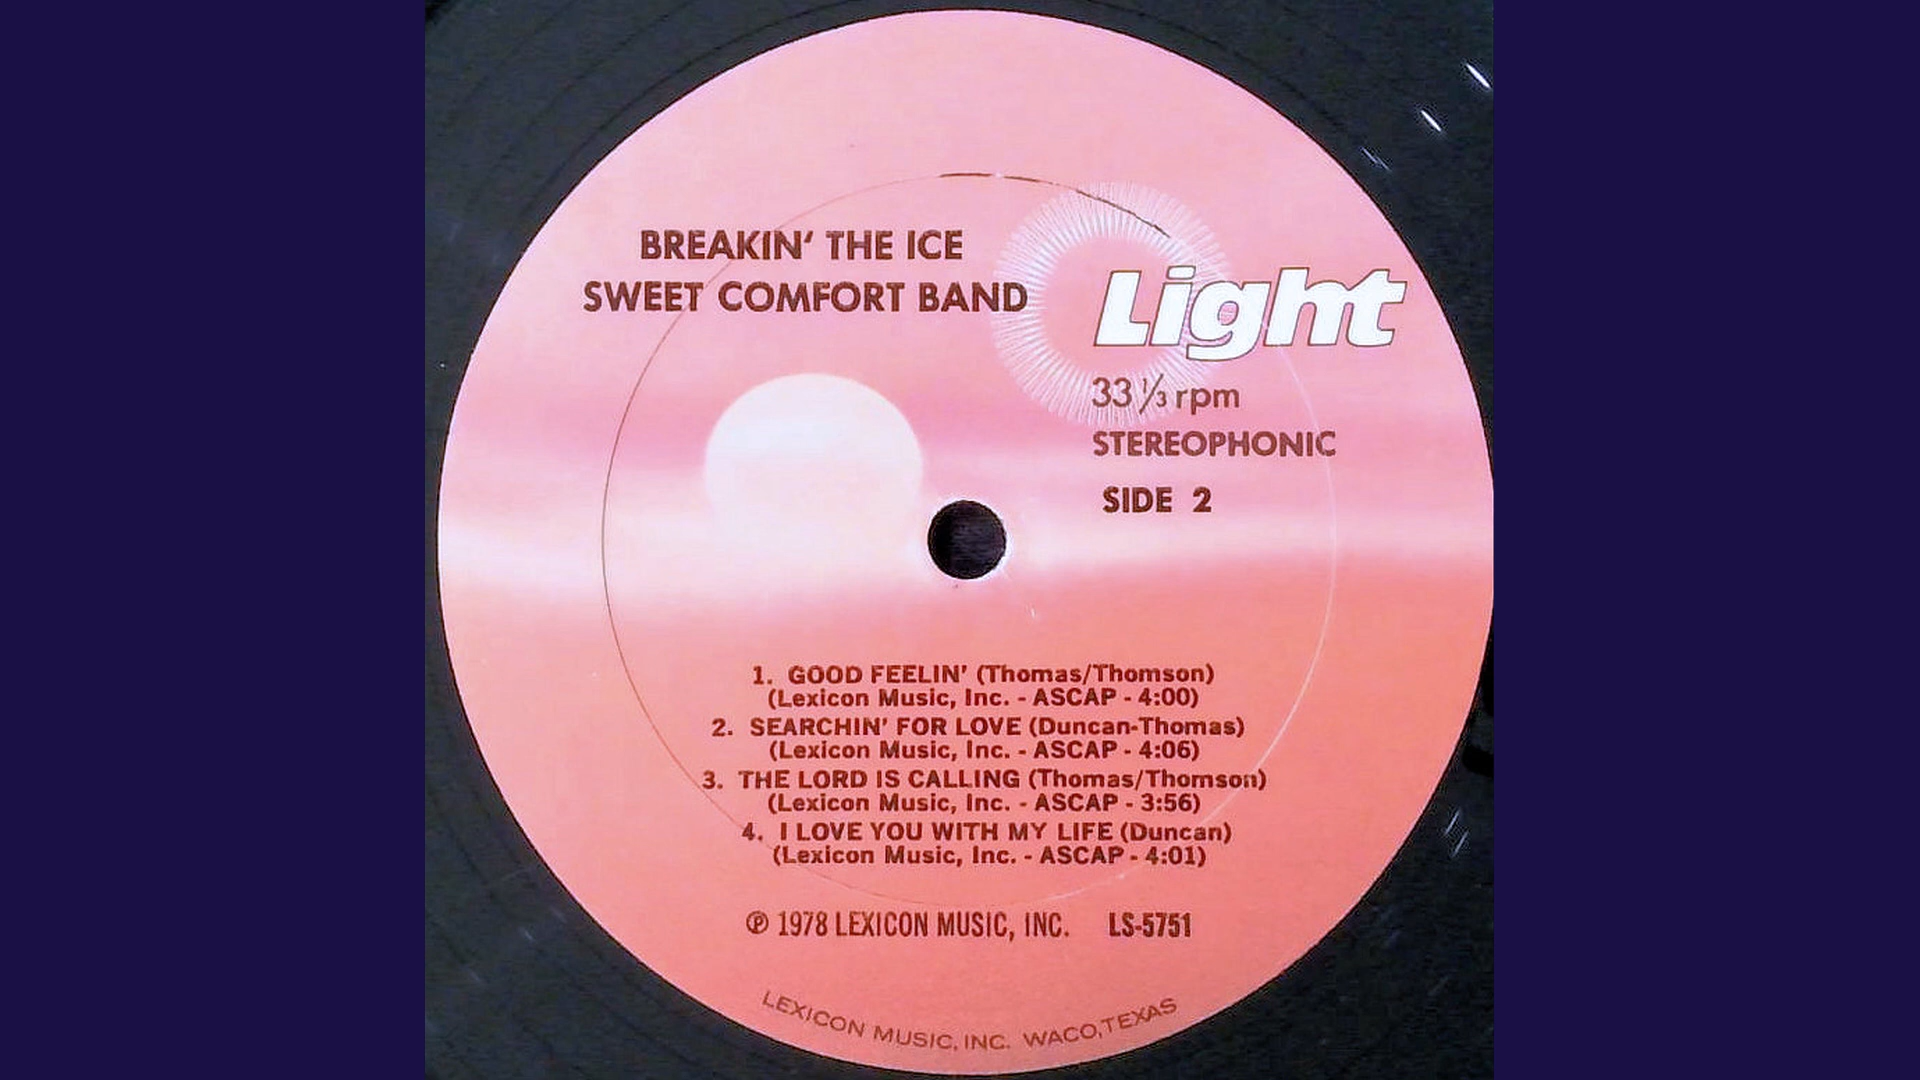 BREAKIN' THE ICE
SWEET COMFORT BAND
Light
33 1/3 rpm
STEREOPHONIC
SIDE 2
1. GOOD FEELIN' (Thomas/Thomson)
(Lexicon Music, Inc. - ASCAP - 4:00)
2. SEARCHIN' FOR LOVE (Duncan-Thomas)
(Lexicon Music, Inc. - ASCAP - 4:06)
3. THE LORD IS CALLING (Thomas/Thomson)
(Lexicon Music, Inc. - ASCAP - 3:56)
4. I LOVE YOU WITH MY LIFE (Duncan)
(Lexicon Music, Inc. - ASCAP - 4:01)
℗ 1978 LEXICON MUSIC, INC. LS-5751
LEXICON MUSIC, INC. WACO, TEXAS